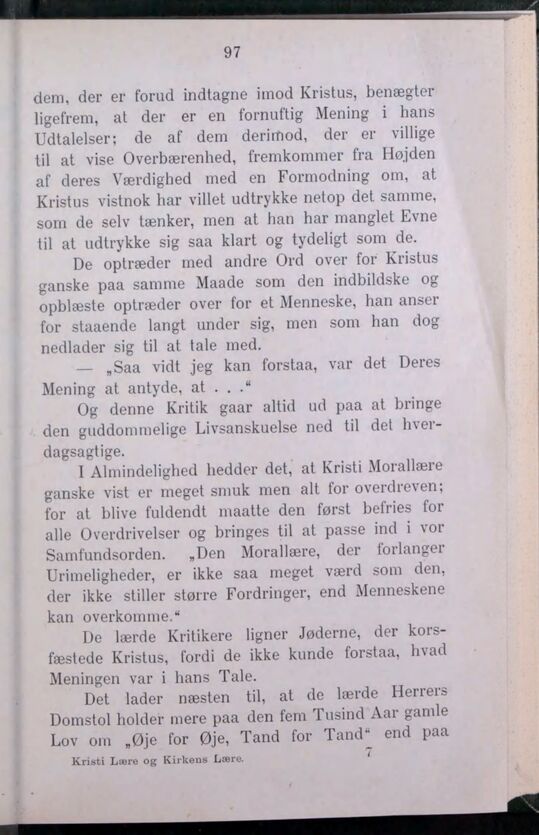 97
dem, der er forud indtagne imod Kristus, benægter
ligefrem, at der er en fornuftig Mening i hans
Udtalelser; de af dem derimod, der er villige
til at vise Overbærenhed, fremkommer fra Højden
af deres Værdighed med en Formodning om, at
Kristus vistnok har villet udtrykke netop det samme,
som de selv tænker, men at han har manglet Evne
til at udtrykke sig saa klart og tydeligt som de.
De optræder med andre Ord over for Kristus
ganske paa samme Maade som den indbildske og
opblæste optræder over for et Menneske, han anser
for staaende langt under sig, men som han dog
nedlader sig til at tale med.
— „Saa vidt jeg kan forstaa, var det Deres
Mening at antyde, at . . .“
Og denne Kritik gaar altid ud paa at bringe
den guddommelige Livsanskuelse ned til det hver-
dagsagtige.
I Almindelighed hedder det, at Kristi Morallære
ganske vist er meget smuk men alt for overdreven;
for at blive fuldendt maatte den først befries for
alle Overdrivelser og bringes til at passe ind i vor
Samfundsorden. „Den Morallære, der forlanger
Urimeligheder, er ikke saa meget værd som den,
der ikke stiller større Fordringer, end Menneskene
kan overkomme.“
De lærde Kritikere ligner Jøderne, der kors-
fæstede Kristus, fordi de ikke kunde forstaa, hvad
Meningen var i hans Tale.
Det lader næsten til, at de lærde Herrers
Domstol holder mere paa den fem Tusind Aar gamle
Lov om „Øje for Øje, Tand for Tand“ end paa
Kristi Lære og Kirkens Lære. 7